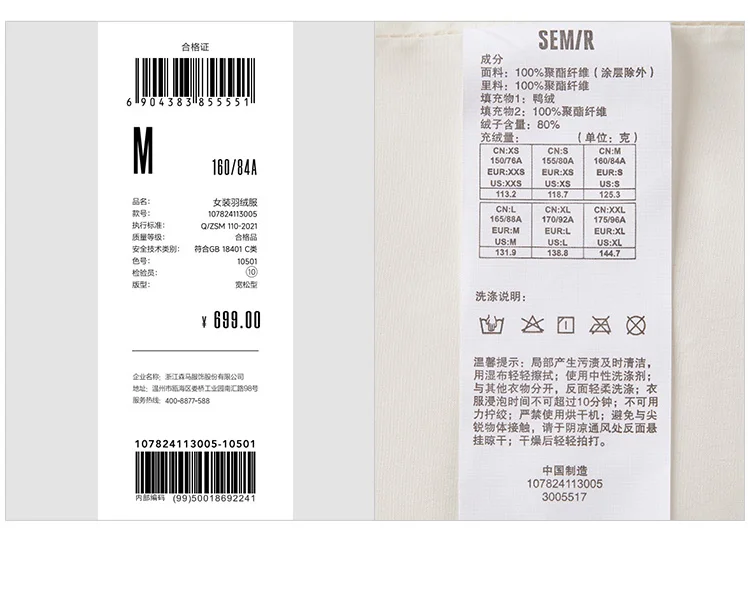 合格证
6 904383 855551
M
160/84A
品名: 女装羽绒服
款号: 107824113005
执行标准: Q/ZSM 110-2021
质量等级: 合格品
安全技术类别: 符合GB 18401 C类
色号: 10501
检验员: ⑩
版型: 宽松型
¥ 699.00
企业名称: 浙江森马服饰股份有限公司
地址: 温州市瓯海区娄桥工业园南汇路98号
服务热线: 400-8877-588
107824113005-10501
内部编码 (99)50018692241
SEM/R
成分
面料: 100%聚酯纤维(涂层除外)
里料: 100%聚酯纤维
填充物1: 鸭绒
填充物2: 100%聚酯纤维
绒子含量: 80%
充绒量: (单位: 克)
CN:XS CN:S CN:M
150/76A 155/80A 160/84A
EUR:XXS EUR:XS EUR:S
US:XXS US:XS US:S
113.2 118.7 125.3
CN:L CN:XL CN:XXL
165/88A 170/92A 175/96A
EUR:M EUR:L EUR:XL
US:M US:L US:XL
131.9 138.8 144.7
洗涤说明:
温馨提示: 局部产生污渍及时清洁,
用湿布轻轻擦拭; 使用中性洗涤剂;
与其他衣物分开, 反面轻柔洗涤; 衣
服浸泡时间不可超过10分钟; 不可用
力拧绞; 严禁使用烘干机; 避免与尖
锐物体接触, 请于阴凉通风处反面悬
挂晾干; 干燥后轻轻拍打。
中国制造
107824113005
3005517